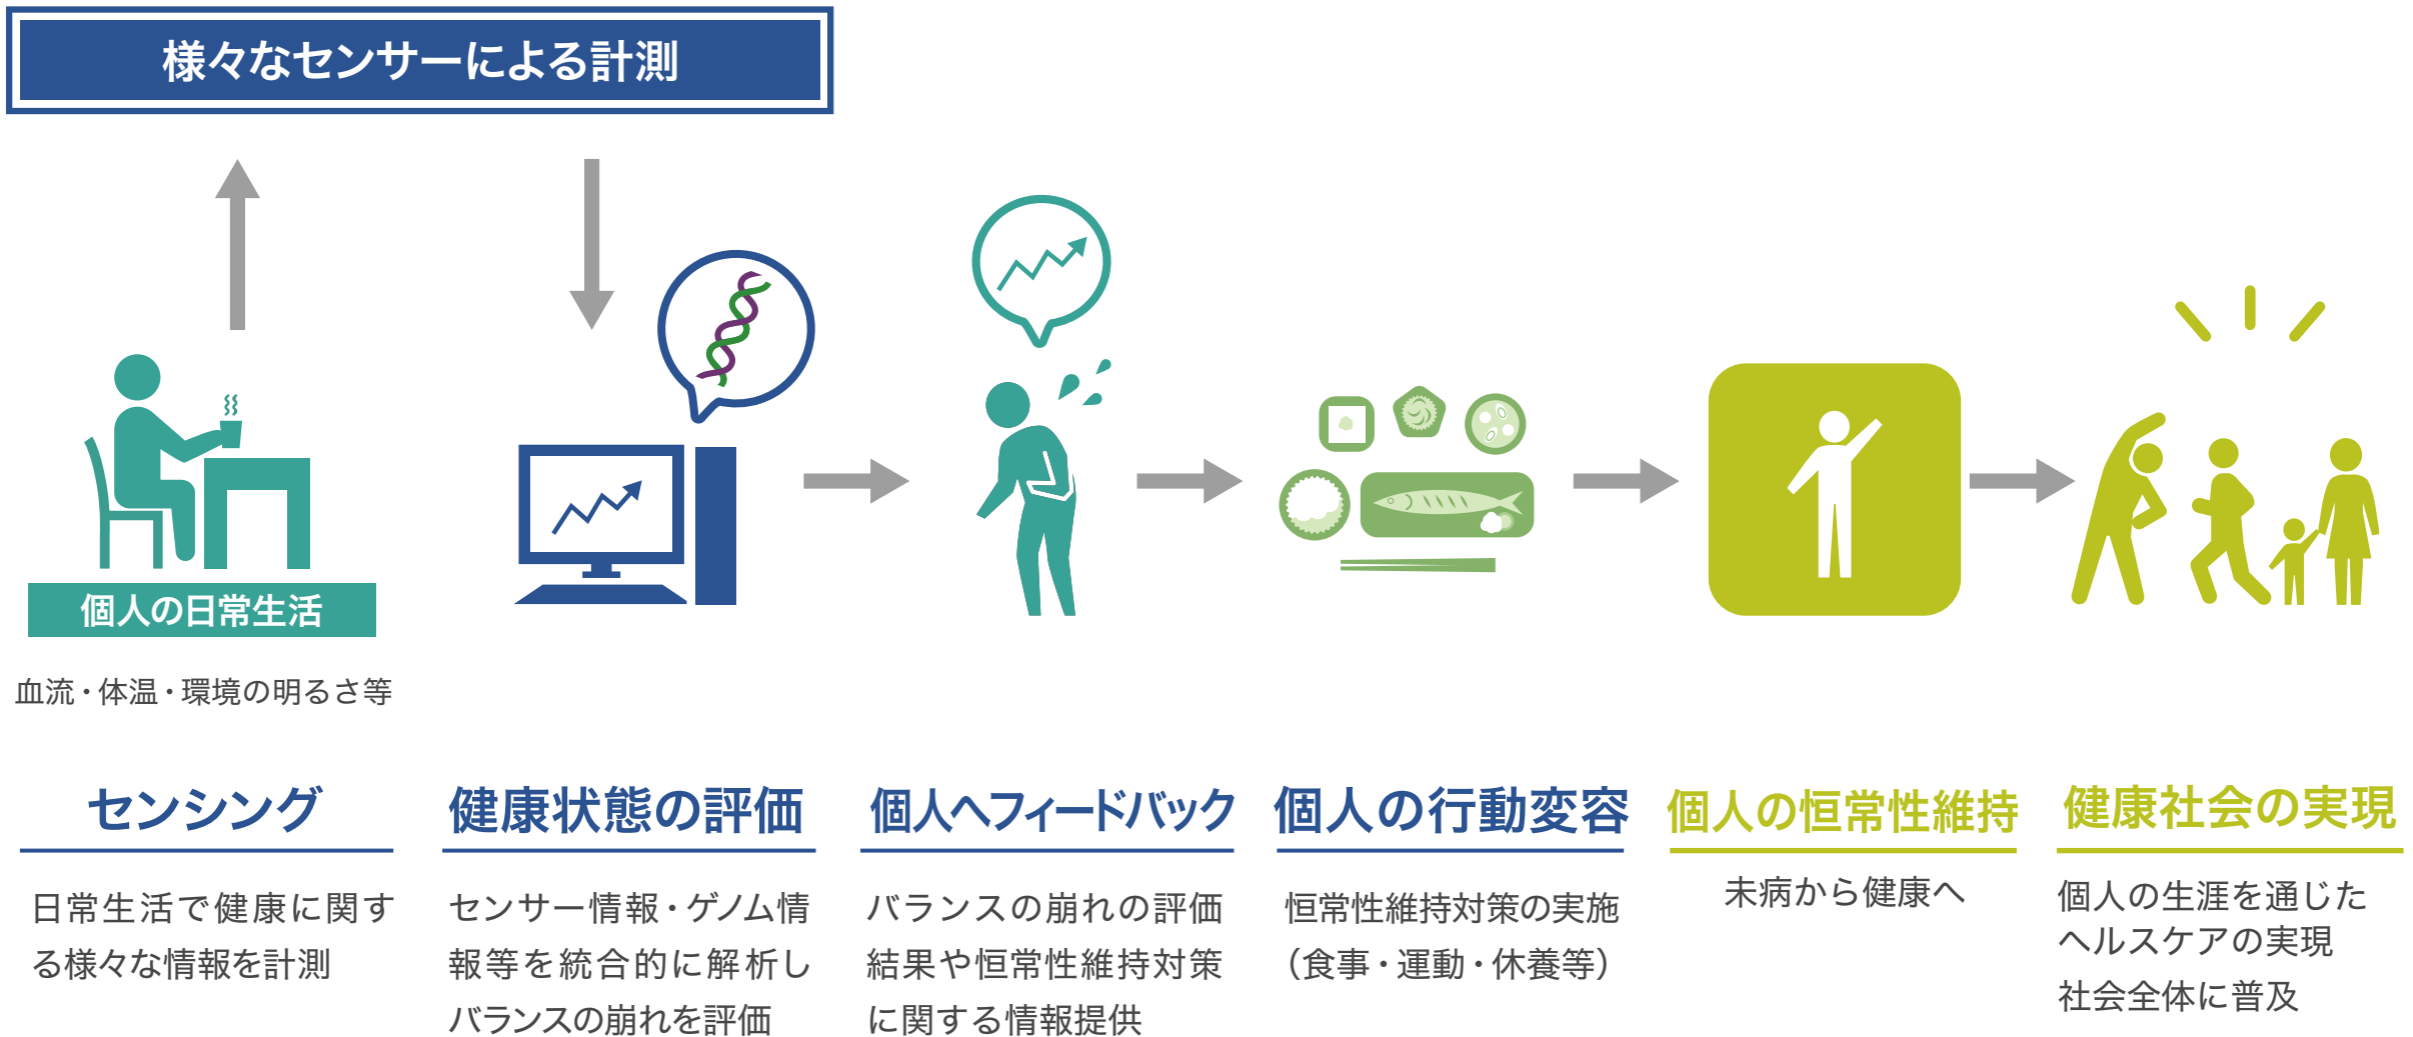 様々なセンサーによる計測
個人の日常生活
血流・体温・環境の明るさ等
センシング
日常生活で健康に関す
る様々な情報を計測
健康状態の評価
センサー情報・ゲノム情
報等を統合的に解析し
バランスの崩れを評価
個人へフィードバック
バランスの崩れの評価
結果や恒常性維持対策
に関する情報提供
個人の行動変容
恒常性維持対策の実施
（食事・運動・休養等）
個人の恒常性維持
未病から健康へ
健康社会の実現
個人の生涯を通じた
ヘルスケアの実現
社会全体に普及